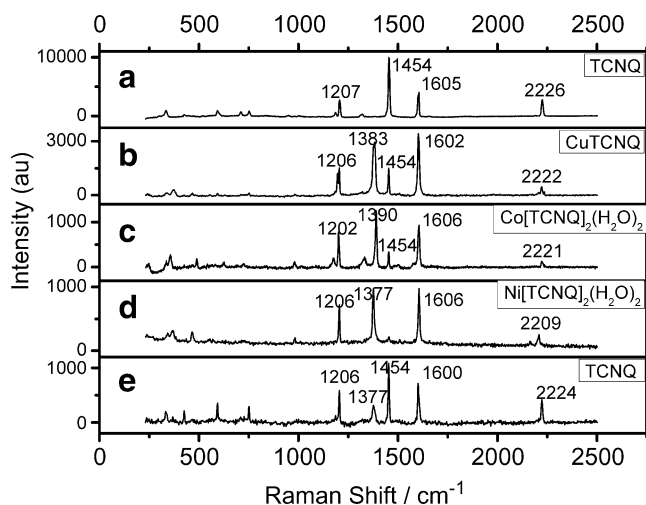 0 500 1000 1500 2000 2500
10000
0
a
1207
1454
1605
2226
TCNQ
3000
0
b
1206
1383
1454
1602
2222
CuTCNQ
1000
0
c
1202
1390
1454
1606
2221
Co[TCNQ]₂(H₂O)₂
1000
0
d
1206
1377
1606
2209
Ni[TCNQ]₂(H₂O)₂
1000
0
e
1206
1377
1454
1600
2224
TCNQ
Intensity (au)
0 500 1000 1500 2000 2500
Raman Shift / cm⁻¹